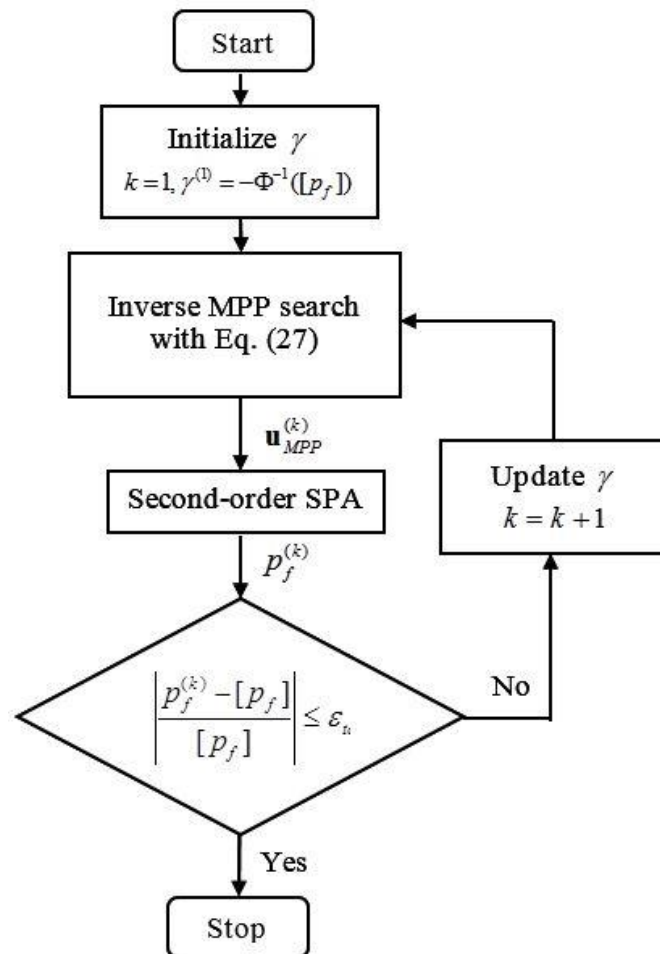 Start
Initialize γ
k = 1, γ^(1) = −Φ^−1([p_f])
Inverse MPP search
with Eq. (27)
u_MPP^(k)
Second-order SPA
p_f^(k)
|(p_f^(k) − [p_f]) / [p_f]| ≤ ε_tt
No
Update γ
k = k + 1
Yes
Stop